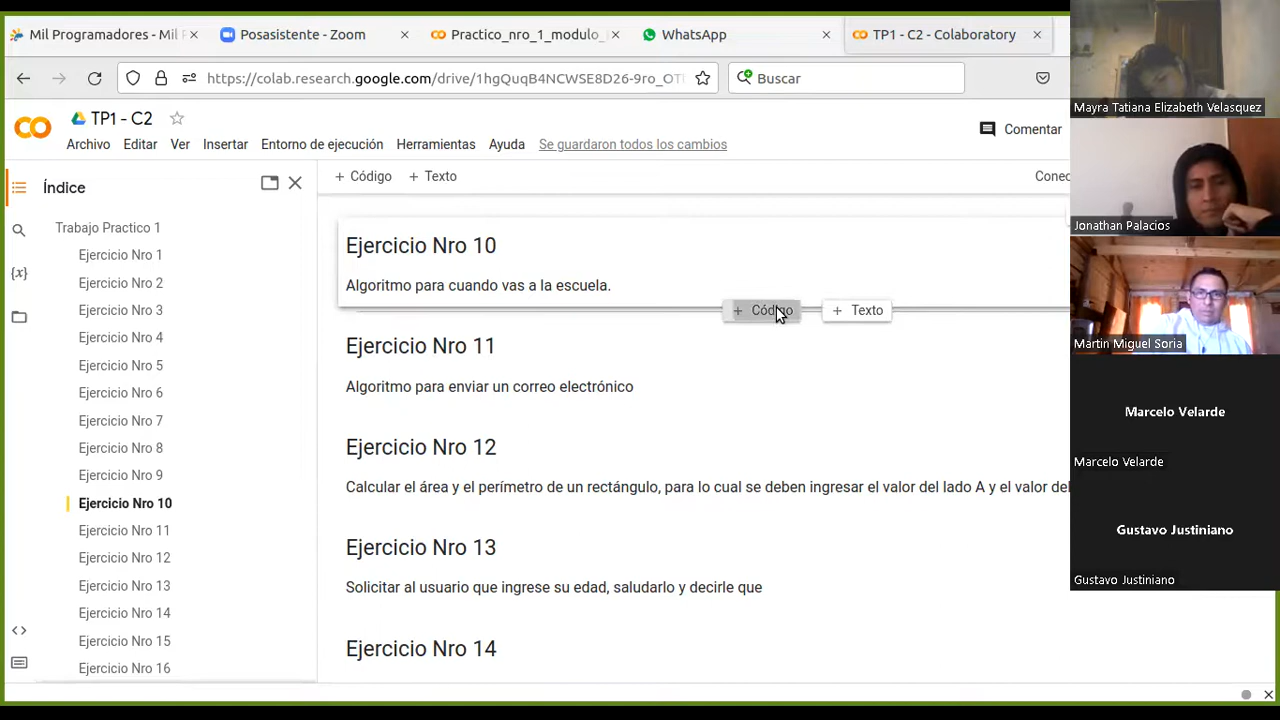 Mil Programadores - Mil
Posasistente - Zoom
Practico_nro_1_modulo_
WhatsApp
TP1 - C2 - Colaboratory
https://colab.research.google.com/drive/1hgQuqB4NCWSE8D26-9ro_OTl
Buscar
TP1 - C2
Comentar
Archivo Editar Ver Insertar Entorno de ejecución Herramientas Ayuda Se guardaron todos los cambios
Índice
+ Código + Texto
Conec
Trabajo Practico 1
Ejercicio Nro 1
Ejercicio Nro 2
Ejercicio Nro 3
Ejercicio Nro 4
Ejercicio Nro 5
Ejercicio Nro 6
Ejercicio Nro 7
Ejercicio Nro 8
Ejercicio Nro 9
Ejercicio Nro 10
Ejercicio Nro 11
Ejercicio Nro 12
Ejercicio Nro 13
Ejercicio Nro 14
Ejercicio Nro 15
Ejercicio Nro 16
Ejercicio Nro 10
Algoritmo para cuando vas a la escuela.
+ Código + Texto
Ejercicio Nro 11
Algoritmo para enviar un correo electrónico
Ejercicio Nro 12
Calcular el área y el perímetro de un rectángulo, para lo cual se deben ingresar el valor del lado A y el valor del
Ejercicio Nro 13
Solicitar al usuario que ingrese su edad, saludarlo y decirle que
Ejercicio Nro 14
Mayra Tatiana Elizabeth Velasquez
Jonathan Palacios
Martin Miguel Soria
Marcelo Velarde
Marcelo Velarde
Gustavo Justiniano
Gustavo Justiniano